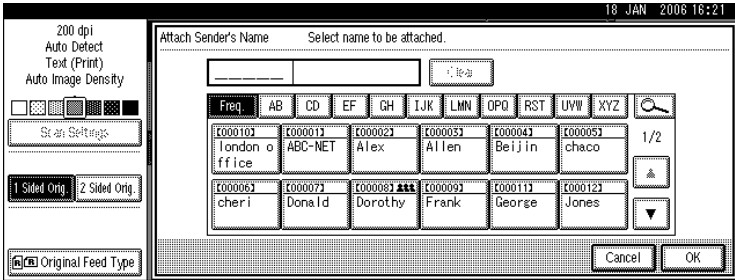 18 JAN 2006 16:21
200 dpi
Auto Detect
Text (Print)
Auto Image Density
Scan Settings
1 Sided Orig. 2 Sided Orig.
Original Feed Type
Attach Sender's Name Select name to be attached.
Clear
Freq. AB CD EF GH IJK LMN OPQ RST UVW XYZ
[00010] [00001] [00002] [00003] [00004] [00005]
london o ABC-NET Alex Allen Beijin chaco
ffice
1/2
[00006] [00007] [00008] [00009] [00011] [00012]
cheri Donald Dorothy Frank George Jones
Cancel OK